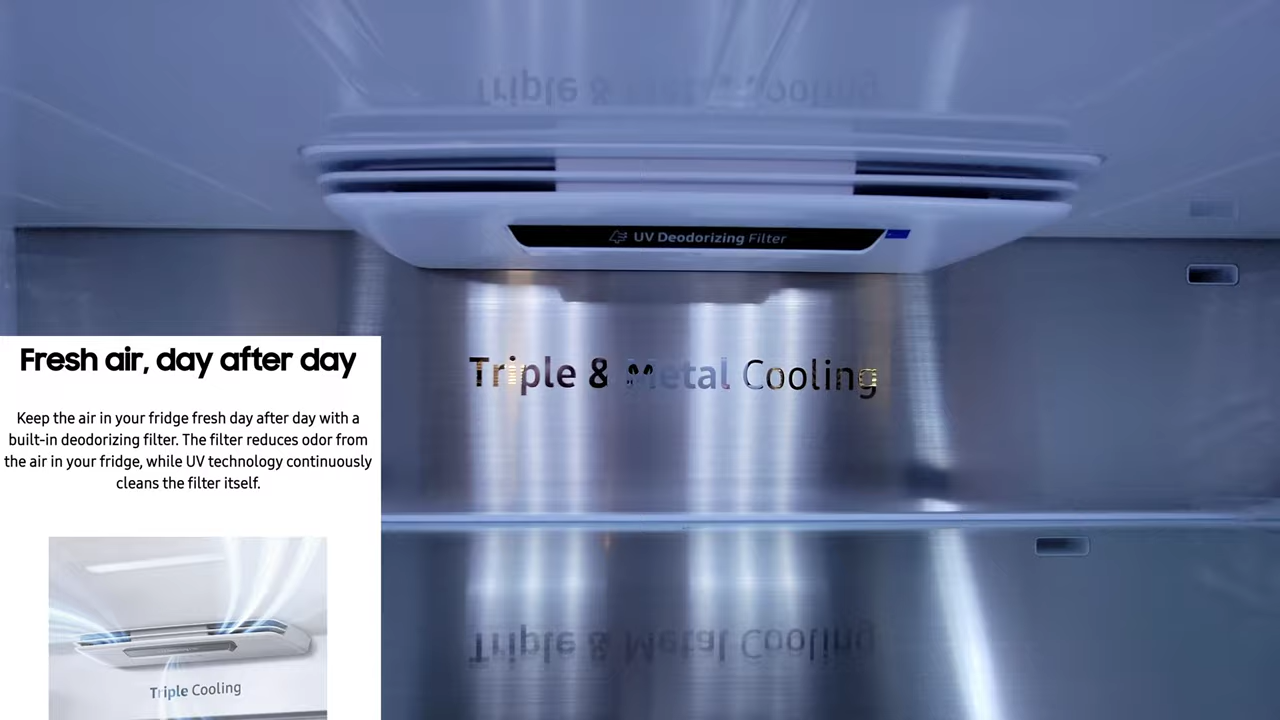 UV Deodorizing Filter
Triple & Metal Cooling
Fresh air, day after day
Keep the air in your fridge fresh day after day with a
built-in deodorizing filter. The filter reduces odor from
the air in your fridge, while UV technology continuously
cleans the filter itself.
Triple Cooling